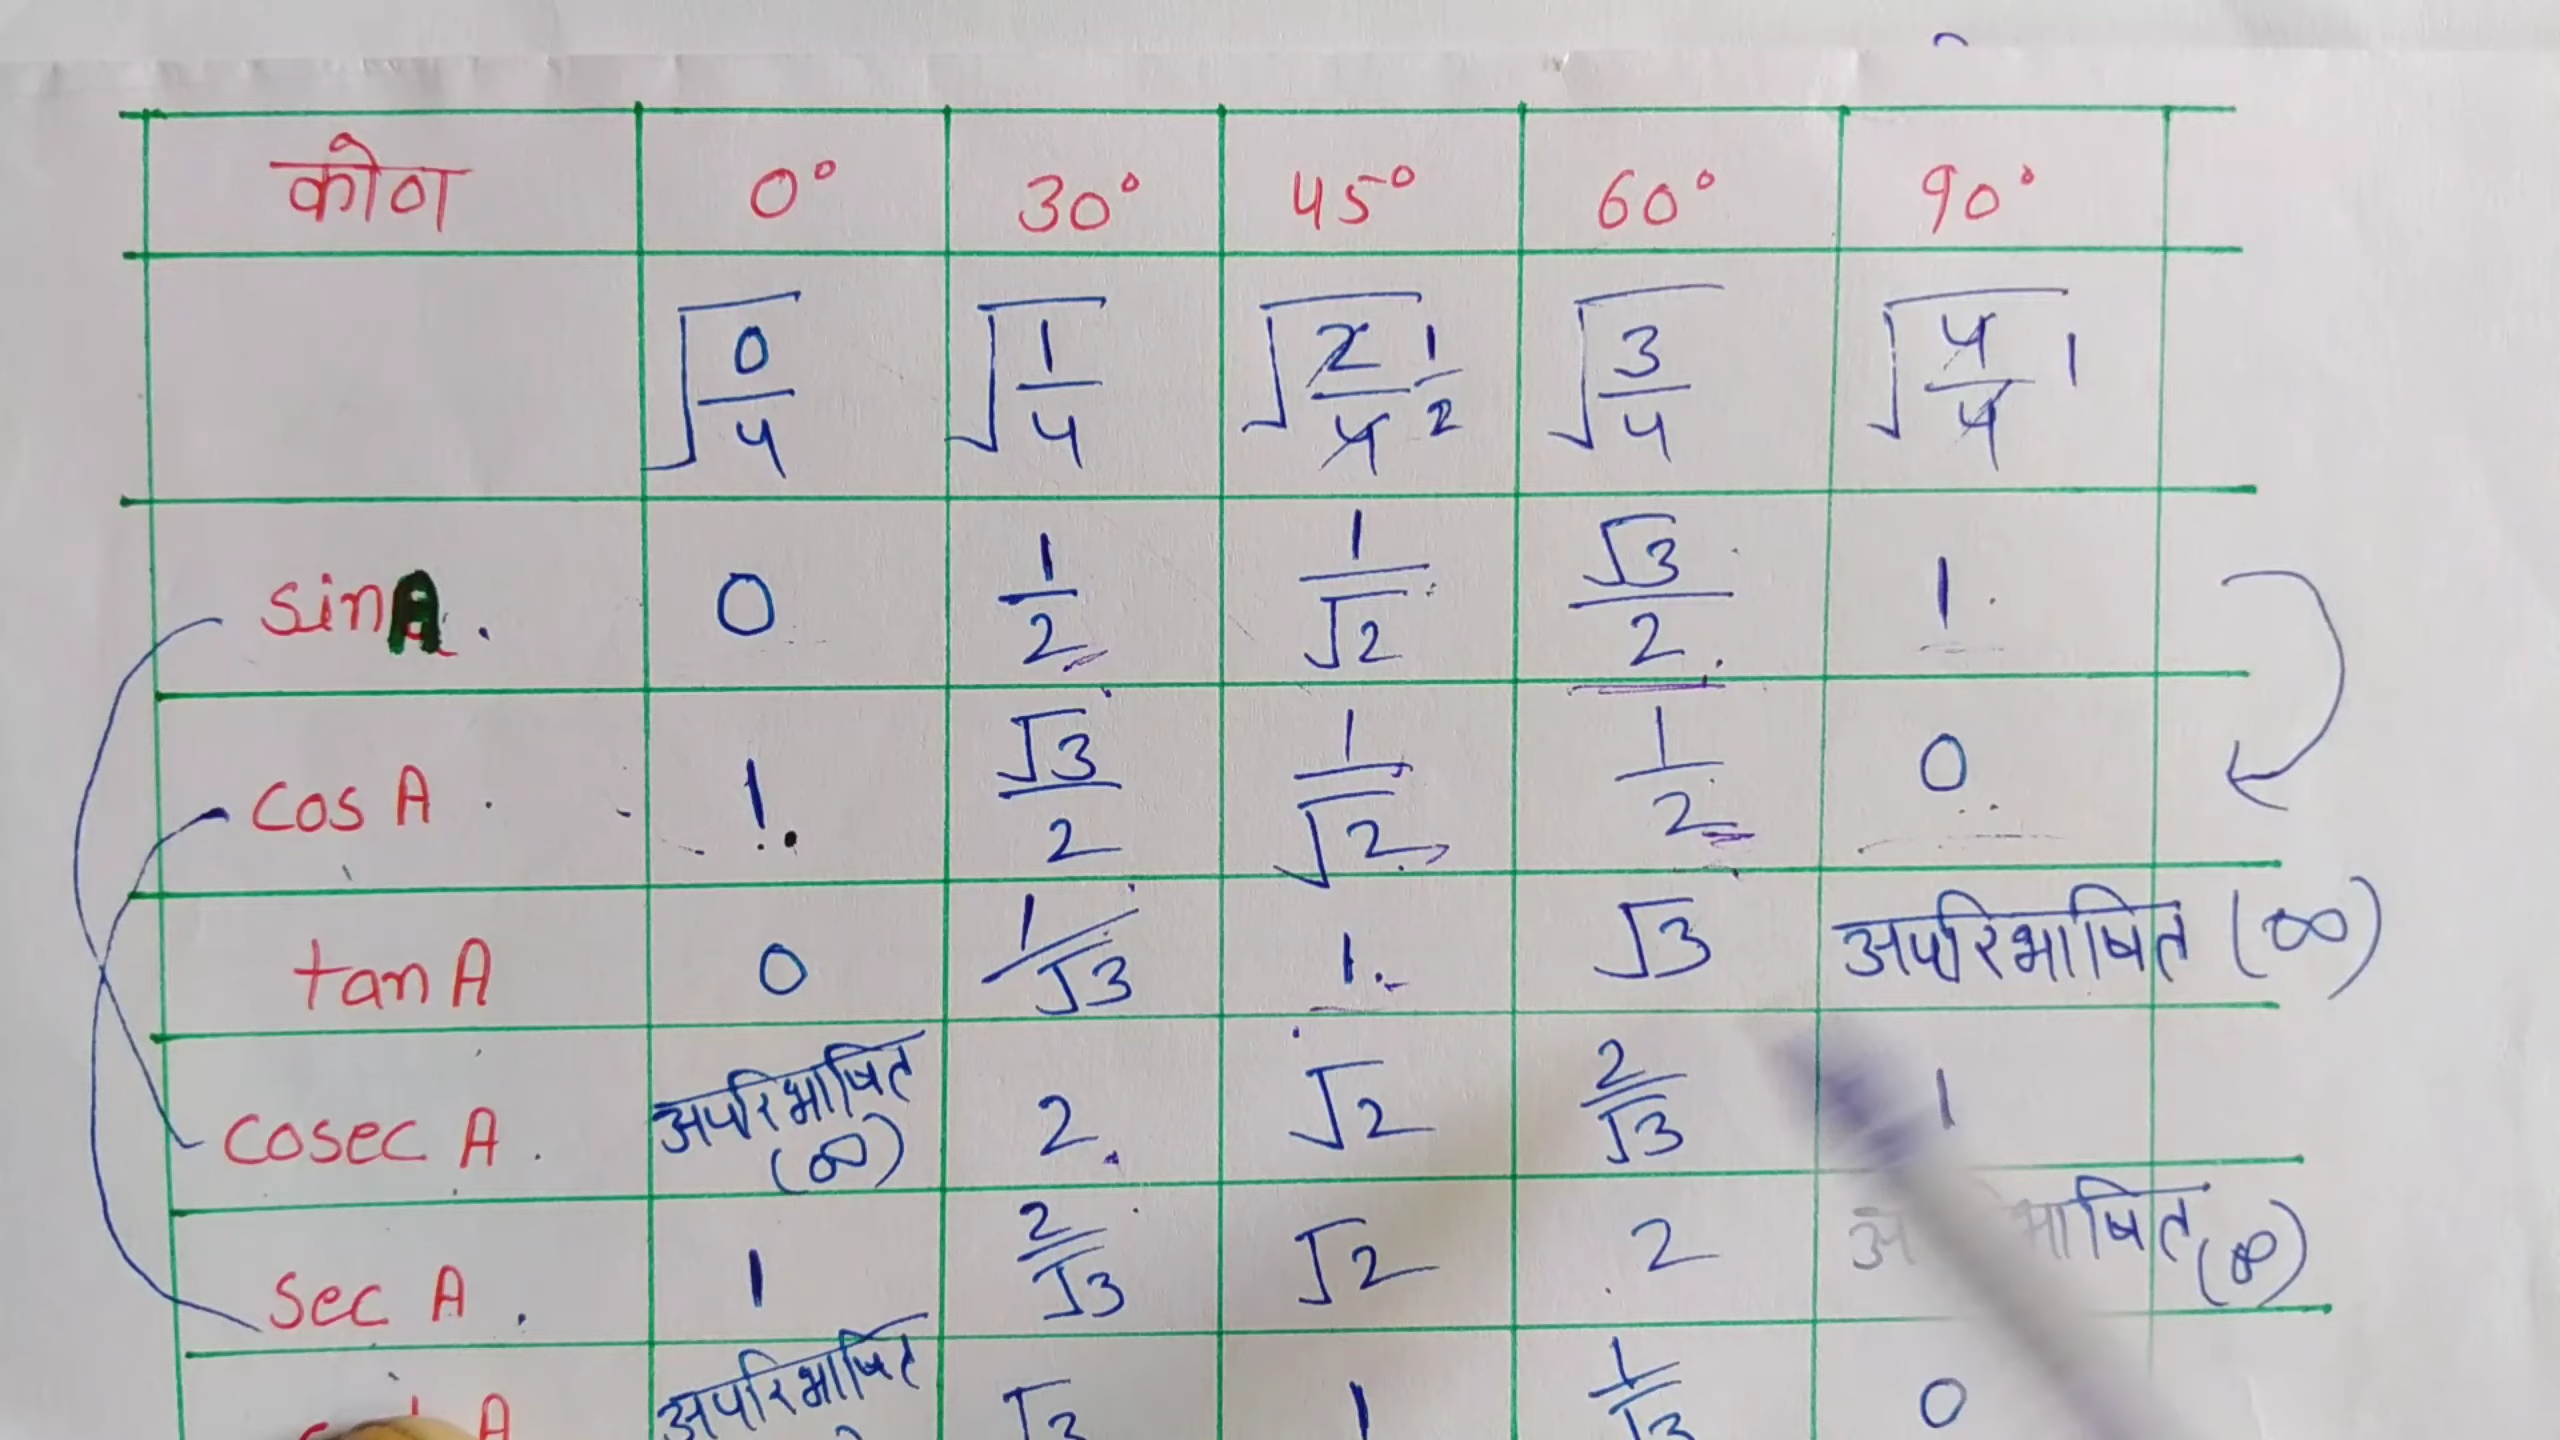 कोण 0° 30° 45° 60° 90°
√0/4 √1/4 √2/4 1/2 √3/4 √4/4 1
sin A. 0 1/2 1/√2 √3/2 1
cos A 1 √3/2 1/√2 1/2 0
tan A 0 1/√3 1 √3 अपरिभाषित (∞)
cosec A अपरिभाषित (∞) 2 √2 2/√3 1
sec A 1 2/√3 √2 2 (∞)
A अपरिभाषित √3 1 1/√3 0